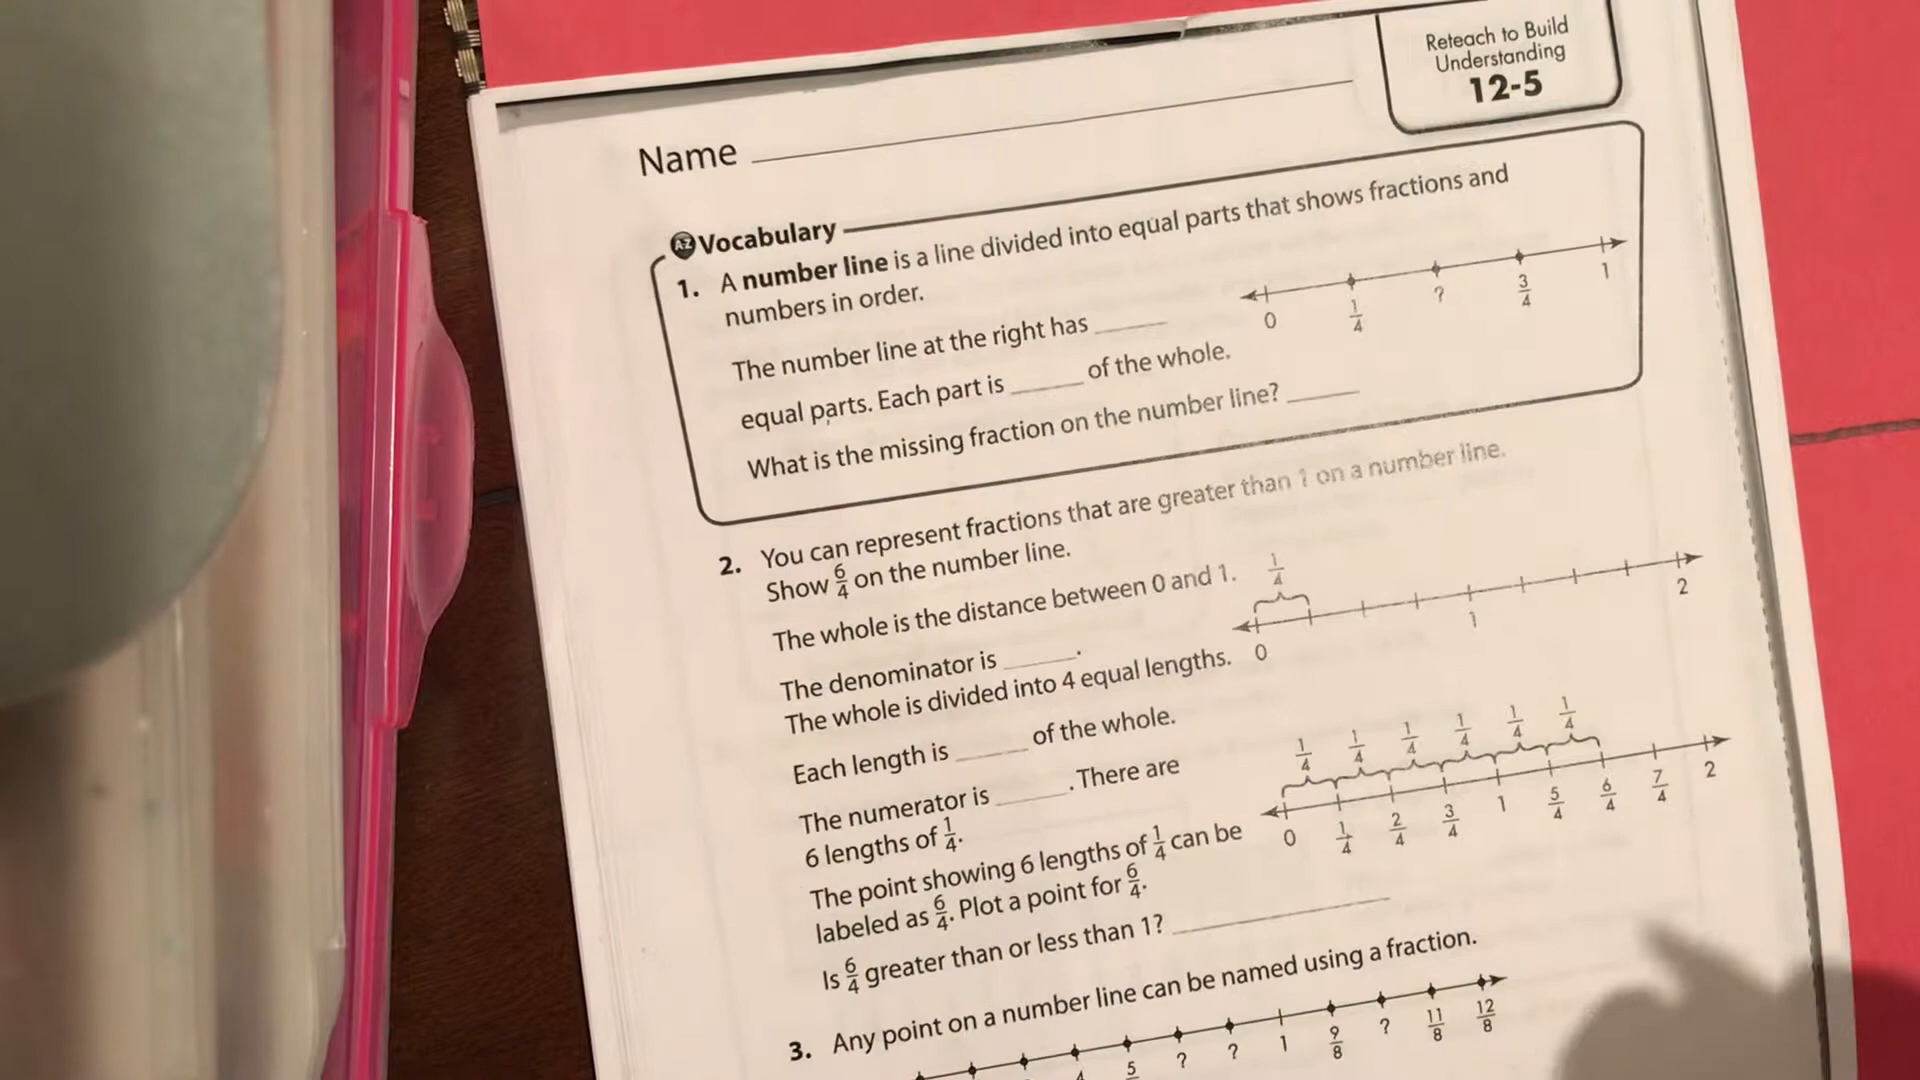 Reteach to Build
Understanding
12-5
Name
Vocabulary
1. A number line is a line divided into equal parts that shows fractions and
numbers in order.
0 1/4 ? 3/4 1
The number line at the right has ______
equal parts. Each part is ______ of the whole.
What is the missing fraction on the number line? ______
2. You can represent fractions that are greater than 1 on a number line.
Show 6/4 on the number line.
The whole is the distance between 0 and 1.
1/4
0 1 2
The denominator is ______.
The whole is divided into 4 equal lengths.
Each length is ______ of the whole.
The numerator is ______. There are
6 lengths of 1/4.
1/4 1/4 1/4 1/4 1/4 1/4
0 1/4 2/4 3/4 1 5/4 6/4 7/4 2
The point showing 6 lengths of 1/4 can be
labeled as 6/4. Plot a point for 6/4.
Is 6/4 greater than or less than 1? ______
3. Any point on a number line can be named using a fraction.
4 5 ? ? 1 9/8 ? 11/8 12/8